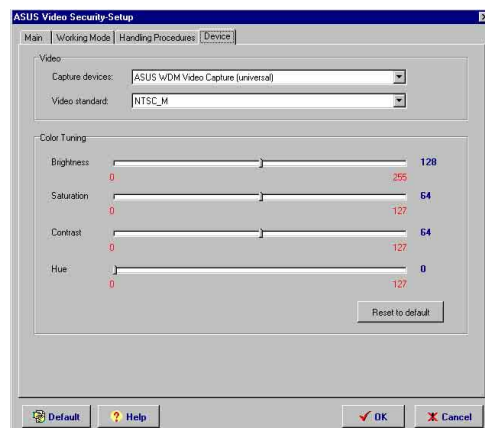 ASUS Video Security-Setup
Main Working Mode Handling Procedures Device
Video
Capture devices: ASUS WDM Video Capture (universal)
Video standard: NTSC_M
Color Tuning
Brightness 128
0 255
Saturation 64
0 127
Contrast 64
0 127
Hue 0
0 127
Reset to default
Default ? Help OK Cancel